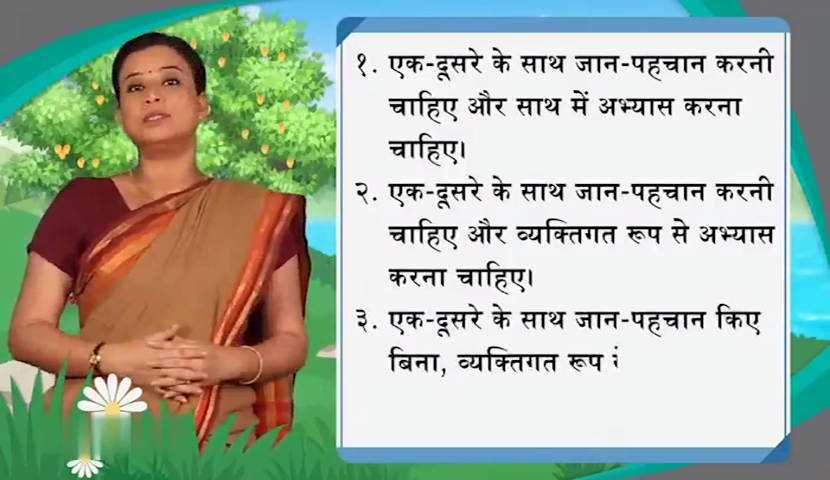 १. एक-दूसरे के साथ जान-पहचान करनी
चाहिए और साथ में अभ्यास करना
चाहिए।
२. एक-दूसरे के साथ जान-पहचान करनी
चाहिए और व्यक्तिगत रूप से अभ्यास
करना चाहिए।
३. एक-दूसरे के साथ जान-पहचान किए
बिना, व्यक्तिगत रूप